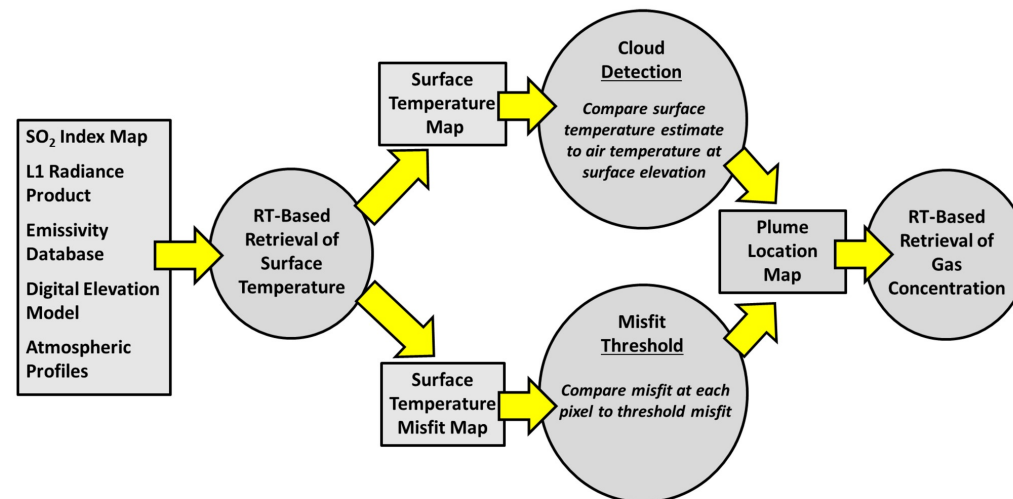 SO₂ Index Map
L1 Radiance
Product
Emissivity
Database
Digital Elevation
Model
Atmospheric
Profiles
RT-Based
Retrieval of
Surface
Temperature
Surface
Temperature
Map
Cloud
Detection
Compare surface
temperature estimate
to air temperature at
surface elevation
Surface
Temperature
Misfit Map
Misfit
Threshold
Compare misfit at each
pixel to threshold misfit
Plume
Location
Map
RT-Based
Retrieval of
Gas
Concentration